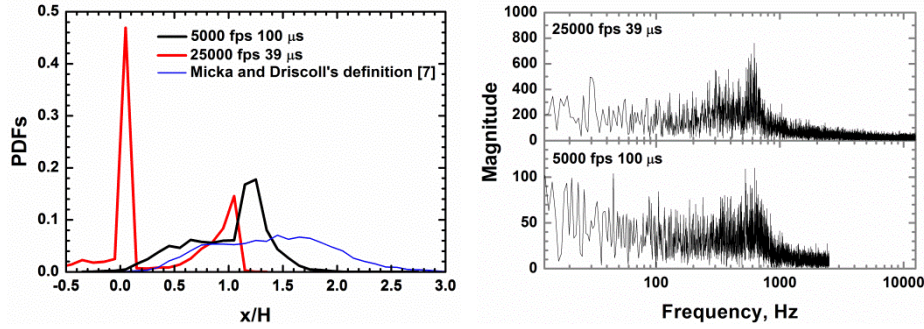 5000 fps 100 μs
25000 fps 39 μs
Micka and Driscoll's definition [7]
PDFs
0.5
0.4
0.3
0.2
0.1
0.0
-0.5 0.0 0.5 1.0 1.5 2.0 2.5 3.0
x/H
25000 fps 39 μs
1000
800
600
400
200
0
Magnitude
5000 fps 100 μs
100
50
0
100 1000 10000
Frequency, Hz